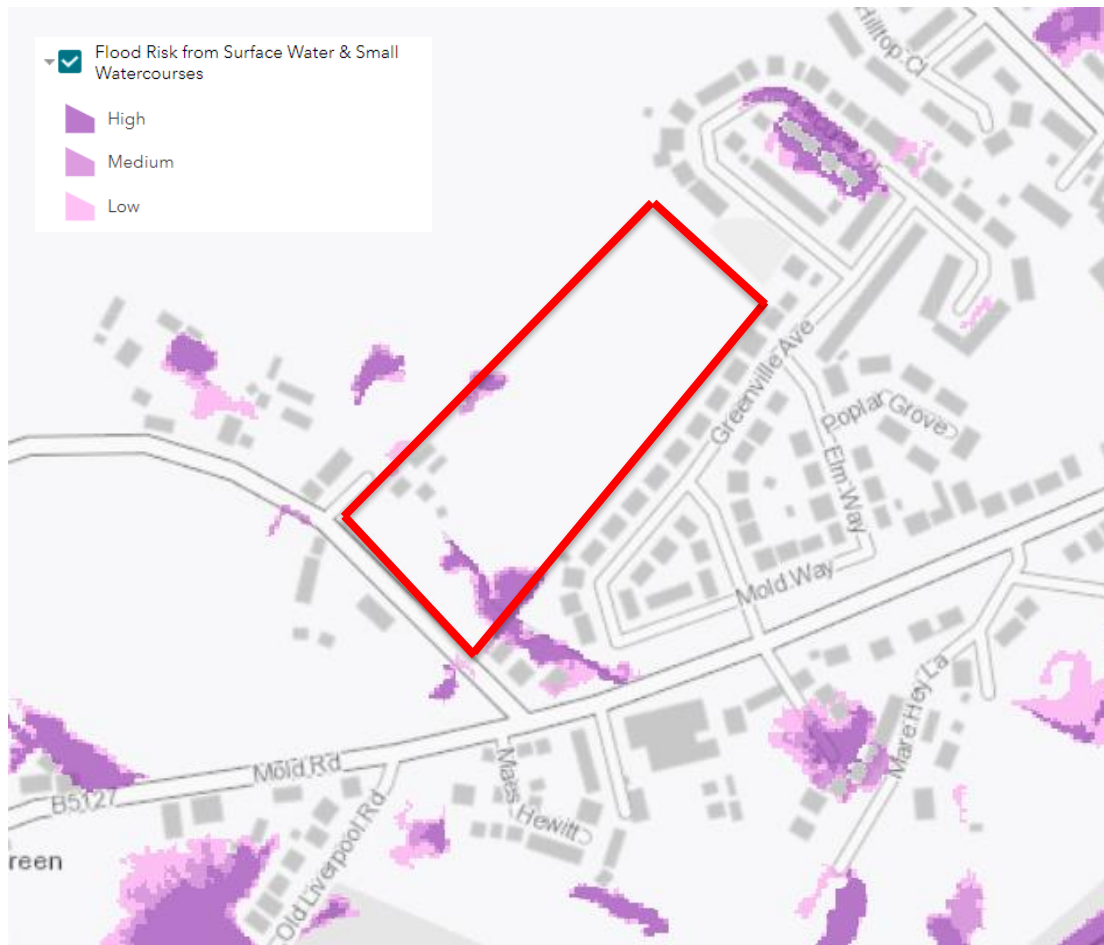 Flood Risk from Surface Water & Small
Watercourses
High
Medium
Low
Hilltop Cl
Greenville Ave
Poplar Grove
Elm Way
Mold Way
Mare Hey La
Mold Rd
B5127
Maes Hewitt
Old Liverpool Rd
reen